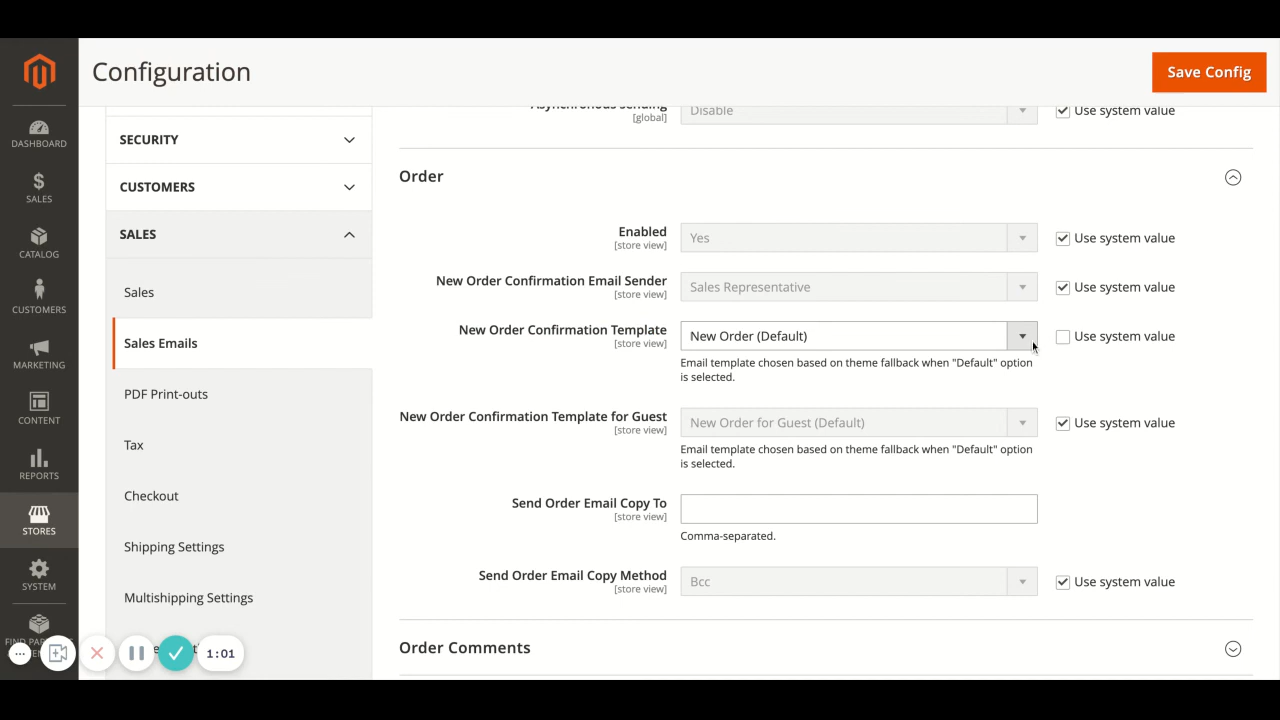 Configuration
Save Config
DASHBOARD
SALES
CATALOG
CUSTOMERS
MARKETING
CONTENT
REPORTS
STORES
SYSTEM
SECURITY
CUSTOMERS
SALES
Sales
Sales Emails
PDF Print-outs
Tax
Checkout
Shipping Settings
Multishipping Settings
Asynchronous sending
[global]
Disable
Use system value
Order
Enabled
[store view]
Yes
Use system value
New Order Confirmation Email Sender
[store view]
Sales Representative
Use system value
New Order Confirmation Template
[store view]
New Order (Default)
Use system value
Email template chosen based on theme fallback when "Default" option
is selected.
New Order Confirmation Template for Guest
[store view]
New Order for Guest (Default)
Use system value
Email template chosen based on theme fallback when "Default" option
is selected.
Send Order Email Copy To
[store view]
Comma-separated.
Send Order Email Copy Method
[store view]
Bcc
Use system value
Order Comments
1:01